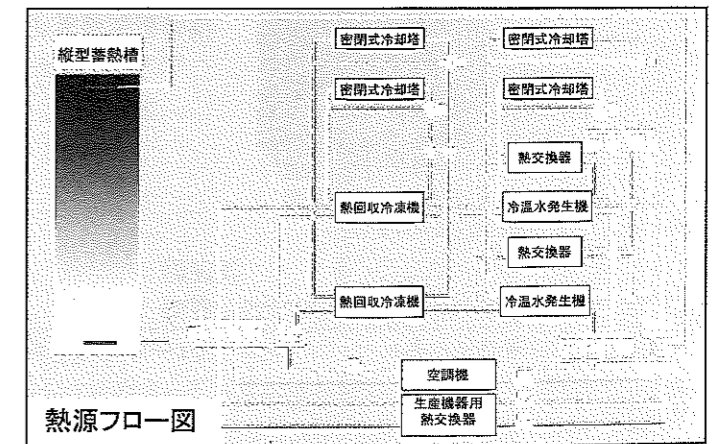 縦型蓄熱槽
密閉式冷却塔
密閉式冷却塔
密閉式冷却塔
密閉式冷却塔
熱交換器
熱回収冷凍機
冷温水発生機
熱交換器
熱回収冷凍機
冷温水発生機
空調機
生産機器用
熱交換器
熱源フロー図